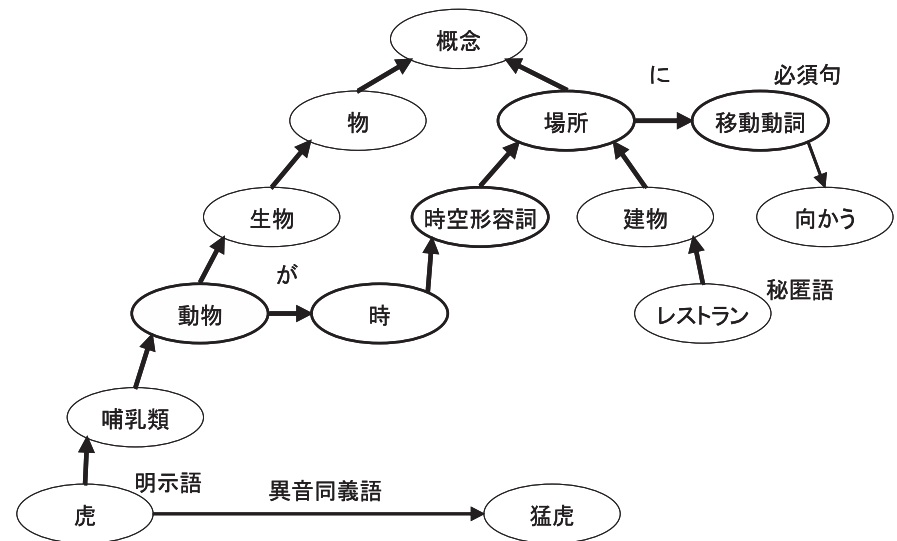 概念
に
必須句
物
場所
移動動詞
生物
時空形容詞
建物
向かう
が
動物
時
レストラン
秘匿語
哺乳類
明示語
異音同義語
虎
猛虎